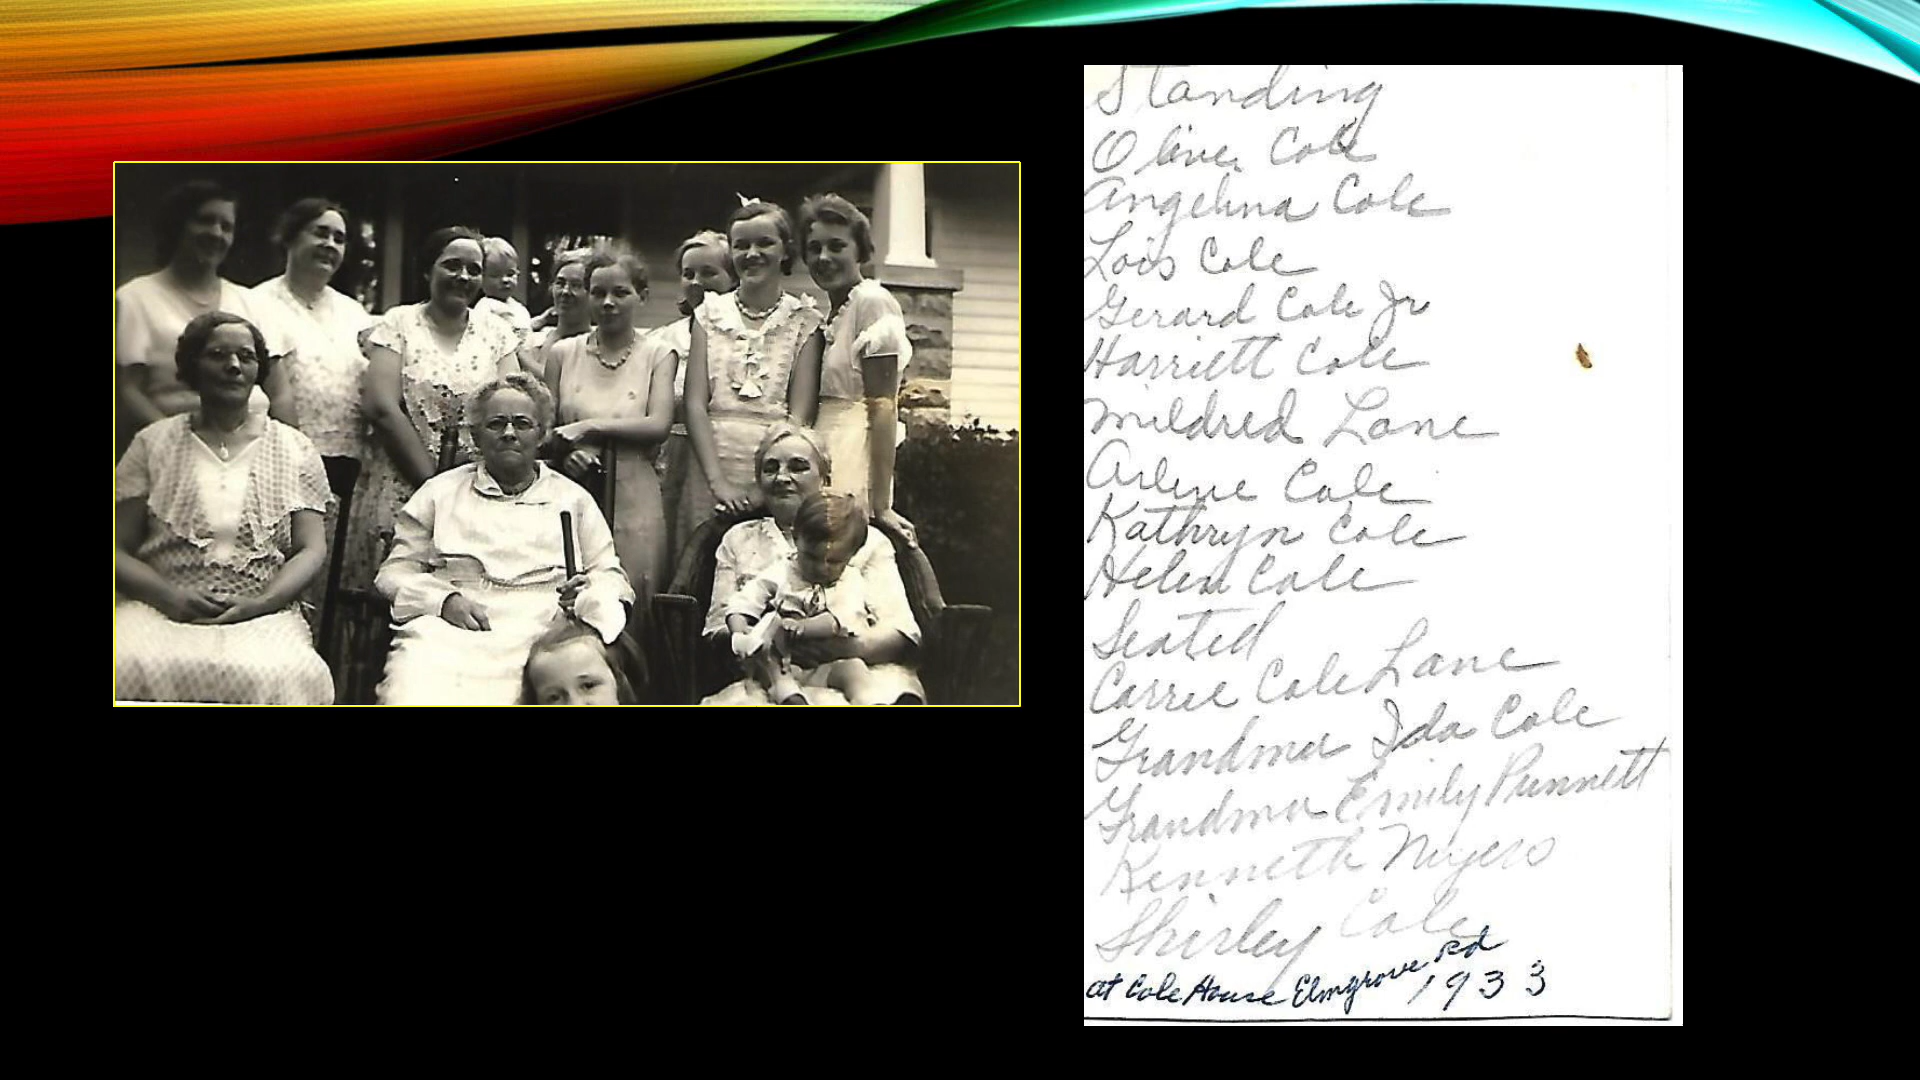 Standing
Olive Cole
Angelina Cole
Lois Cole
Gerard Cole Jr
Harriett Cole
Mildred Lane
Arlene Cole
Kathryn Cole
Helen Cole
Seated
Carrie Cole Lane
Grandma Ida Cole
Grandma Emily Punnett
Kenneth Myers
Shirley Cole
at Cole House Elmgrove Rd
1933